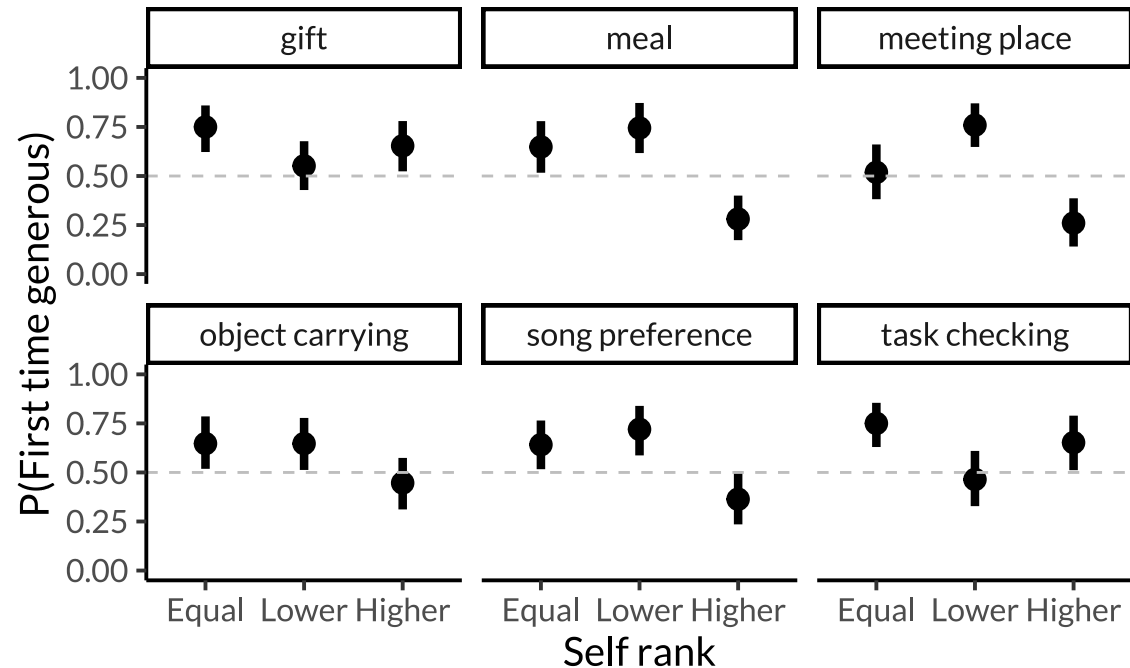 gift meal meeting place
1.00
0.75
0.50
0.25
0.00
object carrying song preference task checking
1.00
0.75
0.50
0.25
0.00
P(First time generous)
Equal Lower Higher Equal Lower Higher Equal Lower Higher
Self rank